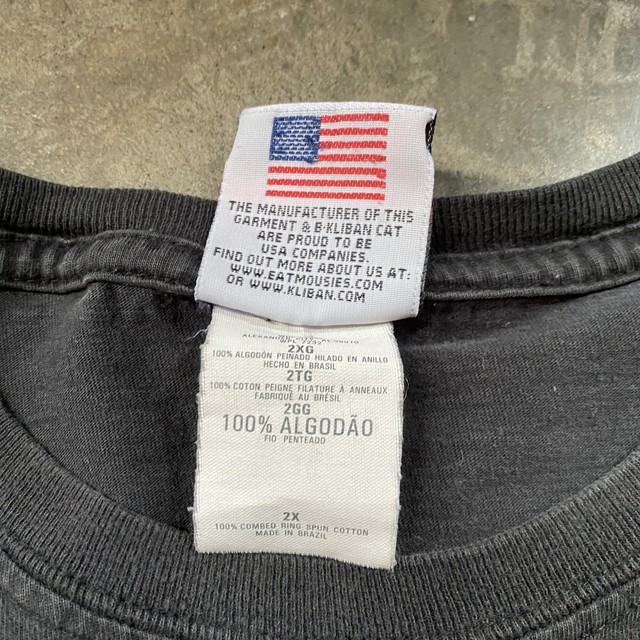 THE MANUFACTURER OF THIS
GARMENT & B·KLIBAN CAT
ARE PROUD TO BE
USA COMPANIES.
FIND OUT MORE ABOUT US AT:
WWW.EATMOUSIES.COM
OR WWW.KLIBAN.COM
2XG
100% ALGODÓN PEINADO HILADO EN ANILLO
HECHO EN BRASIL
2TG
100% COTON PEIGNE FILATURE À ANNEAUX
FABRIQUÉ AU BRÉSIL
2GG
100% ALGODÃO
FIO PENTEADO
2X
100% COMBED RING SPUN COTTON
MADE IN BRAZIL